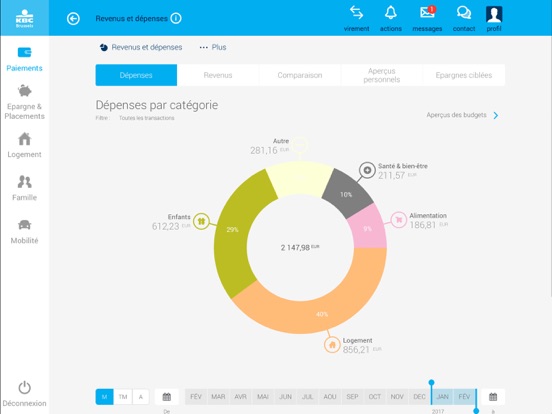 KBC
Brussels
Revenus et dépenses
virement
actions
1
messages
contact
profil
Revenus et dépenses
Plus
Paiements
Epargne &
Placements
Logement
Famille
Mobilité
Déconnexion
Dépenses
Revenus
Comparaison
Aperçus
personnels
Epargnes ciblées
Dépenses par catégorie
Filtre : Toutes les transactions
Aperçus des budgets
Autre
281,16 EUR
Santé & bien-être
211,57 EUR
10%
Enfants
612,23 EUR
29%
Alimentation
186,81 EUR
9%
2 147,98 EUR
40%
Logement
856,21 EUR
M TM A
FÉV MAR AVR MAI JUN JUL AOU SEP OCT NOV DEC JAN FÉV
De
2017
à